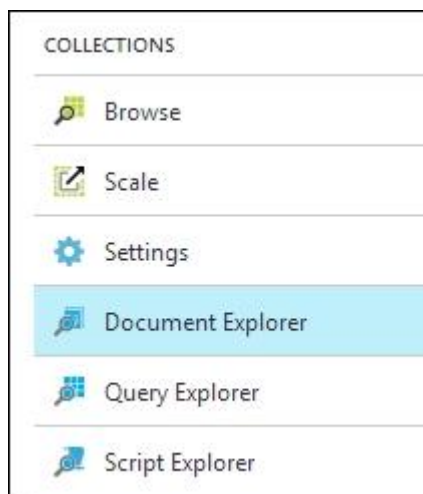 COLLECTIONS
Browse
Scale
Settings
Document Explorer
Query Explorer
Script Explorer